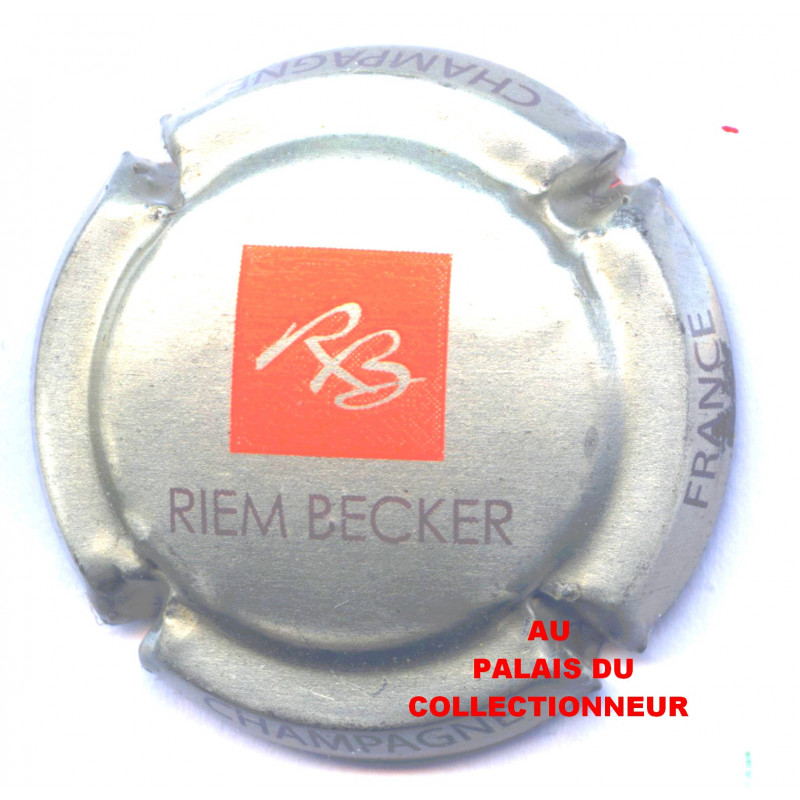 CHAMPAGNE
RB
RIEM BECKER
FRANCE
CHAMPAGNE
AU
PALAIS DU
COLLECTIONNEUR